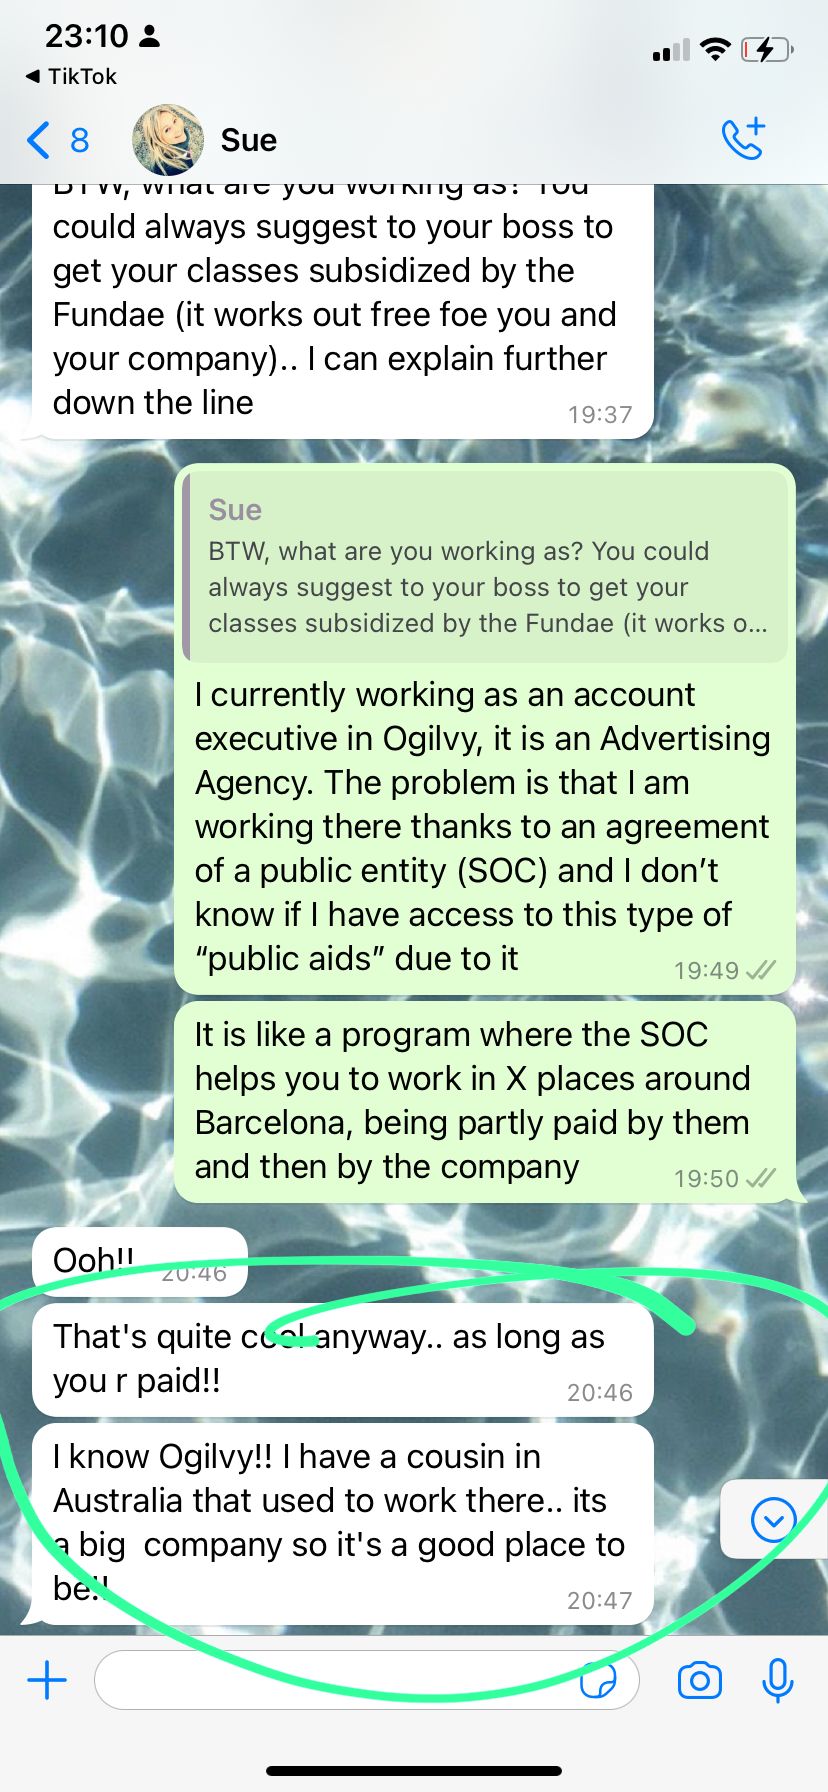 23:10
TikTok
8
Sue
BTW, what are you working as? You
could always suggest to your boss to
get your classes subsidized by the
Fundae (it works out free foe you and
your company).. I can explain further
down the line
19:37
Sue
BTW, what are you working as? You could
always suggest to your boss to get your
classes subsidized by the Fundae (it works o...
I currently working as an account
executive in Ogilvy, it is an Advertising
Agency. The problem is that I am
working there thanks to an agreement
of a public entity (SOC) and I don’t
know if I have access to this type of
“public aids” due to it
19:49
It is like a program where the SOC
helps you to work in X places around
Barcelona, being partly paid by them
and then by the company
19:50
Ooh!!
20:46
That's quite cool anyway.. as long as
you r paid!!
20:46
I know Ogilvy!! I have a cousin in
Australia that used to work there.. its
a big  company so it's a good place to
be!!
20:47